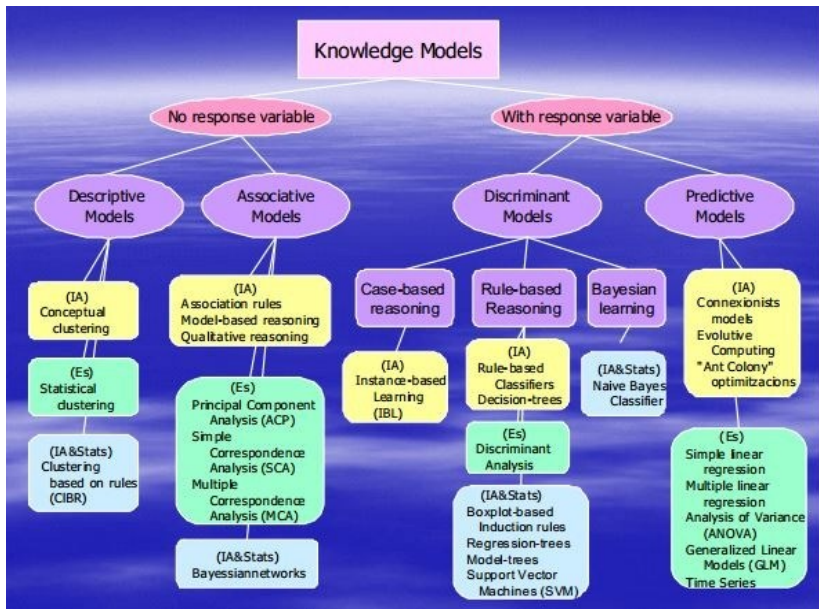 Knowledge Models
No response variable
With response variable
Descriptive
Models
Associative
Models
Discriminant
Models
Predictive
Models
(IA)
Conceptual
clustering
(Es)
Statistical
clustering
(IA&Stats)
Clustering
based on rules
(ClBR)
(IA)
Association rules
Model-based reasoning
Qualitative reasoning
(Es)
Principal Component
Analysis (ACP)
Simple
Correspondence
Analysis (SCA)
Multiple
Correspondence
Analysis (MCA)
(IA&Stats)
Bayessiannetworks
Case-based
reasoning
(IA)
Instance-based
Learning
(IBL)
Rule-based
Reasoning
(IA)
Rule-based
Classifiers
Decision-trees
(Es)
Discriminant
Analysis
(IA&Stats)
Boxplot-based
Induction rules
Regression-trees
Model-trees
Support Vector
Machines (SVM)
Bayesian
learning
(IA&Stats)
Naive Bayes
Classifier
(IA)
Connexionists
models
Evolutive
Computing
"Ant Colony"
optimitzacions
(Es)
Simple linear
regression
Multiple linear
regression
Analysis of Variance
(ANOVA)
Generalized Linear
Models (GLM)
Time Series